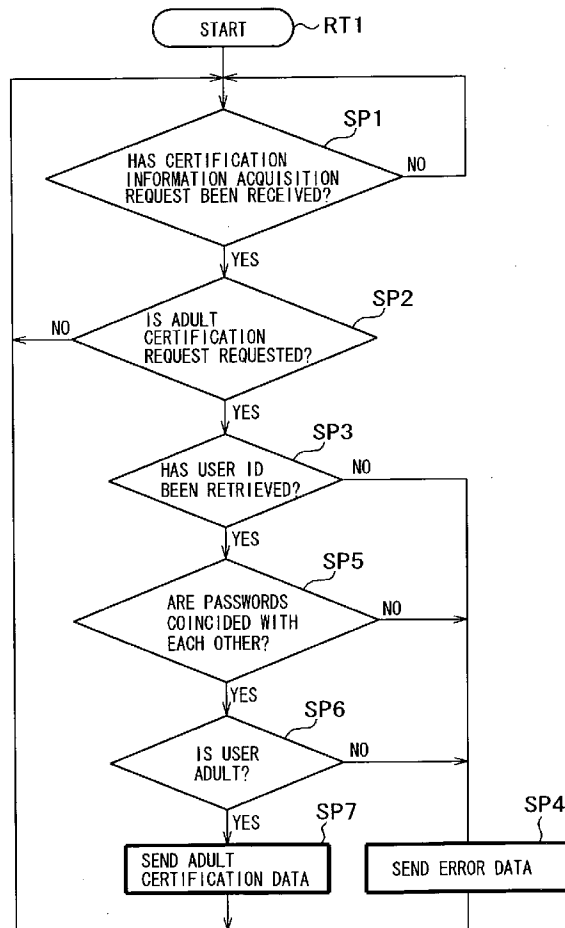 START
RT1
SP1
HAS CERTIFICATION
INFORMATION ACQUISITION
REQUEST BEEN RECEIVED?
NO
YES
SP2
NO
IS ADULT
CERTIFICATION
REQUEST REQUESTED?
YES
SP3
HAS USER ID
BEEN RETRIEVED?
NO
YES
SP5
ARE PASSWORDS
COINCIDED WITH
EACH OTHER?
NO
YES
SP6
IS USER
ADULT?
NO
YES
SP7
SEND ADULT
CERTIFICATION DATA
SP4
SEND ERROR DATA